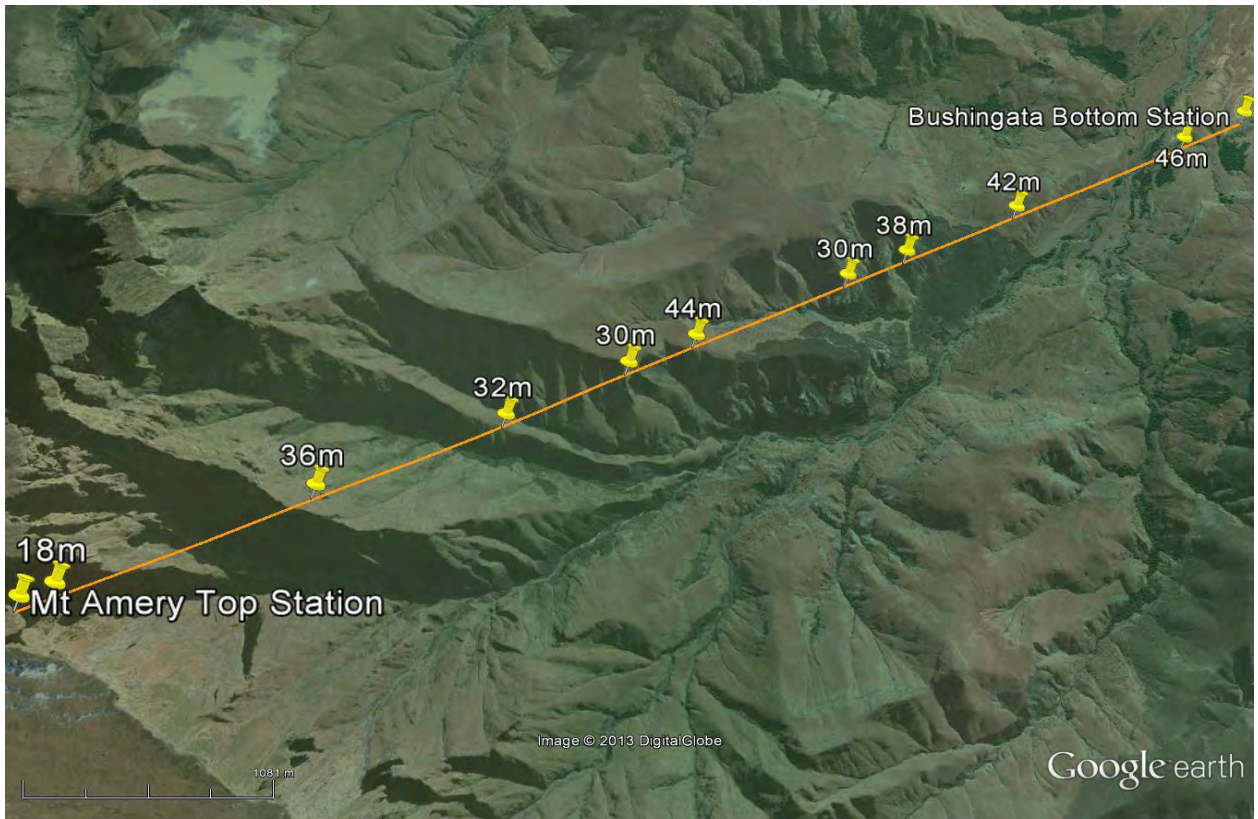 Bushingata Bottom Station
46m
42m
38m
30m
44m
30m
32m
36m
18m
Mt Amery Top Station
Image © 2013 DigitalGlobe
1081 m
Google earth